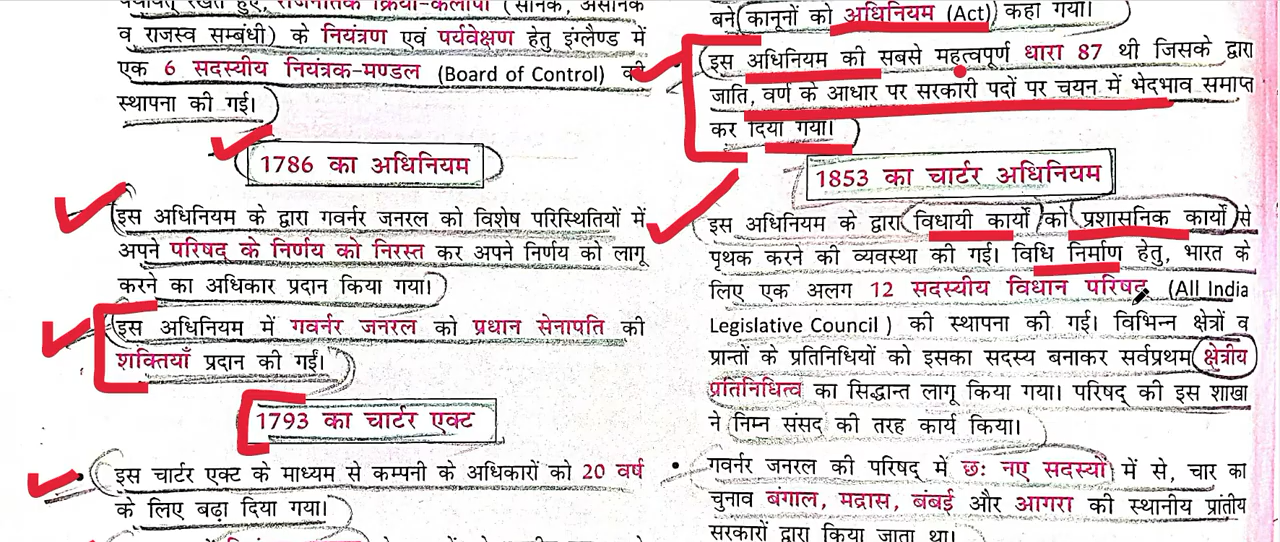 यथावत् रखते हुए, राजनीतिक क्रिया-कलापों (सैनिक, असैनिक
व राजस्व सम्बंधी) के नियंत्रण एवं पर्यवेक्षण हेतु इंग्लैण्ड में
एक 6 सदस्यीय नियंत्रक-मण्डल (Board of Control) की
स्थापना की गई।
1786 का अधिनियम
इस अधिनियम के द्वारा गवर्नर जनरल को विशेष परिस्थितियों में
अपने परिषद् के निर्णय को निरस्त कर अपने निर्णय को लागू
करने का अधिकार प्रदान किया गया।
इस अधिनियम में गवर्नर जनरल को प्रधान सेनापति की
शक्तियाँ प्रदान की गईं।
1793 का चार्टर एक्ट
• इस चार्टर एक्ट के माध्यम से कम्पनी के अधिकारों को 20 वर्ष
के लिए बढ़ा दिया गया।
बने कानूनों को अधिनियम (Act) कहा गया।
इस अधिनियम की सबसे महत्वपूर्ण धारा 87 थी जिसके द्वारा
जाति, वर्ण के आधार पर सरकारी पदों पर चयन में भेदभाव समाप्त
कर दिया गया।
1853 का चार्टर अधिनियम
इस अधिनियम के द्वारा विधायी कार्यों को प्रशासनिक कार्यों से
पृथक करने की व्यवस्था की गई। विधि निर्माण हेतु, भारत के
लिए एक अलग 12 सदस्यीय विधान परिषद् (All India
Legislative Council ) की स्थापना की गई। विभिन्न क्षेत्रों व
प्रान्तों के प्रतिनिधियों को इसका सदस्य बनाकर सर्वप्रथम क्षेत्रीय
प्रतिनिधित्व का सिद्धान्त लागू किया गया। परिषद् की इस शाखा
ने निम्न संसद की तरह कार्य किया।
• गवर्नर जनरल की परिषद् में छः नए सदस्यों में से, चार का
चुनाव बंगाल, मद्रास, बंबई और आगरा की स्थानीय प्रांतीय
सरकारों द्वारा किया जाता था।